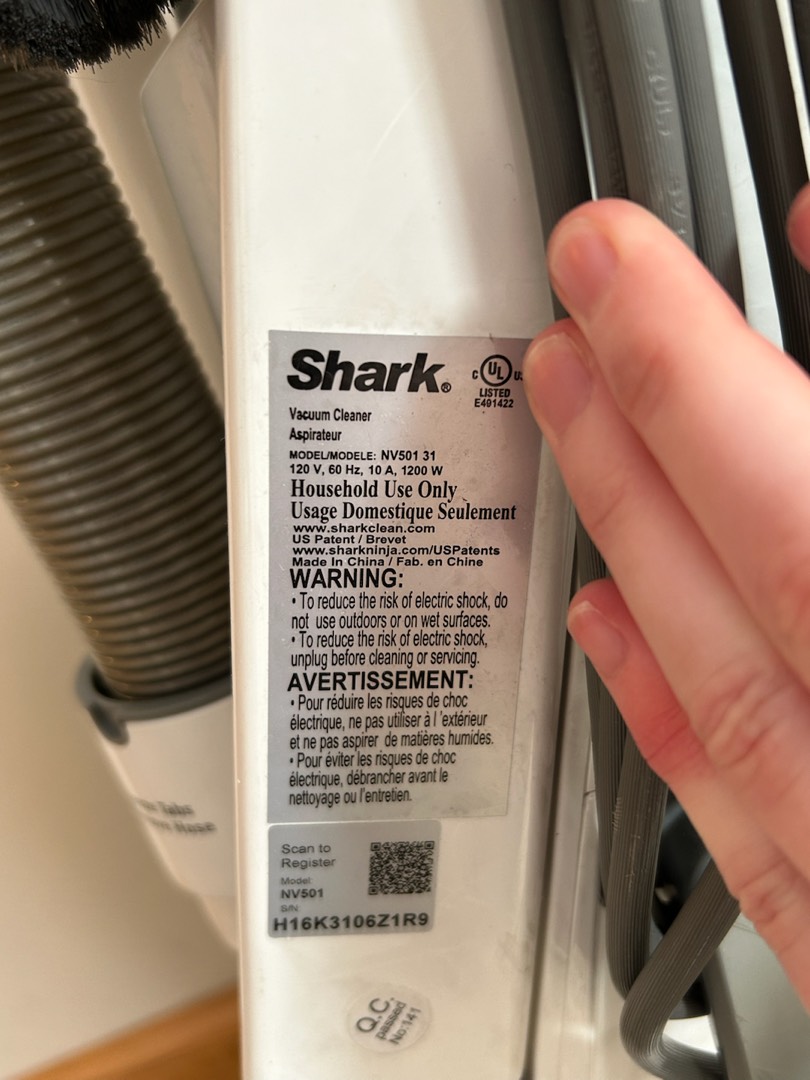 Shark®
C UL US
LISTED
E491422
Vacuum Cleaner
Aspirateur
MODEL/MODELE: NV501 31
120 V, 60 Hz, 10 A, 1200 W
Household Use Only
Usage Domestique Seulement
www.sharkclean.com
US Patent / Brevet
www.sharkninja.com/USPatents
Made In China / Fab. en Chine
WARNING:
• To reduce the risk of electric shock, do
not use outdoors or on wet surfaces.
• To reduce the risk of electric shock,
unplug before cleaning or servicing.
AVERTISSEMENT:
• Pour réduire les risques de choc
électrique, ne pas utiliser à l 'extérieur
et ne pas aspirer de matières humides.
• Pour éviter les risques de choc
électrique, débrancher avant le
nettoyage ou l'entretien.
Scan to
Register
Model:
NV501
S/N:
H16K3106Z1R9
Q.C.
passed
No:141
Tabs
Hose